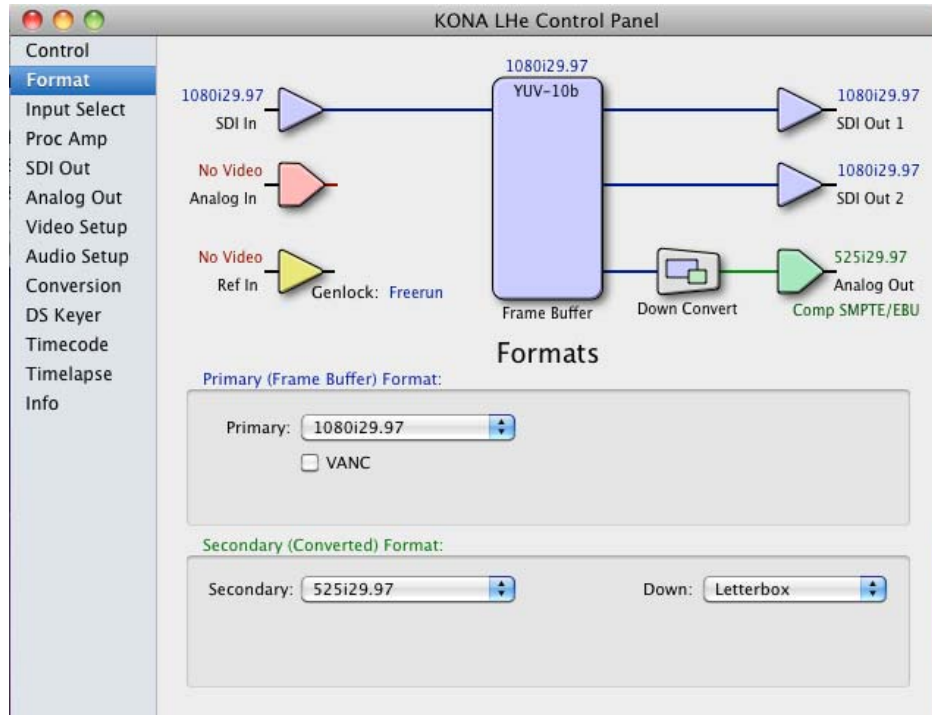 KONA LHe Control Panel
Control
Format
Input Select
Proc Amp
SDI Out
Analog Out
Video Setup
Audio Setup
Conversion
DS Keyer
Timecode
Timelapse
Info
1080i29.97
YUV-10b
Frame Buffer
1080i29.97
SDI In
No Video
Analog In
No Video
Ref In
Genlock: Freerun
1080i29.97
SDI Out 1
1080i29.97
SDI Out 2
Down Convert
525i29.97
Analog Out
Comp SMPTE/EBU
Formats
Primary (Frame Buffer) Format:
Primary: 1080i29.97
VANC
Secondary (Converted) Format:
Secondary: 525i29.97
Down: Letterbox